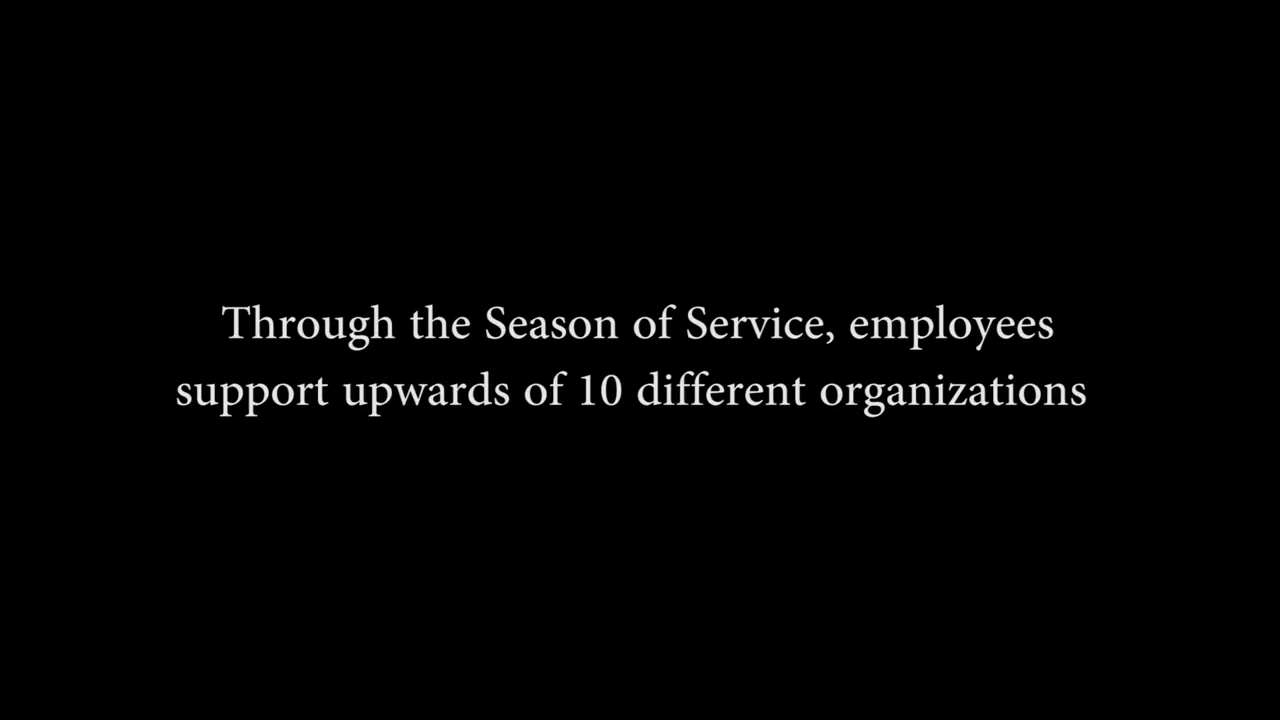 Through the Season of Service, employees
support upwards of 10 different organizations